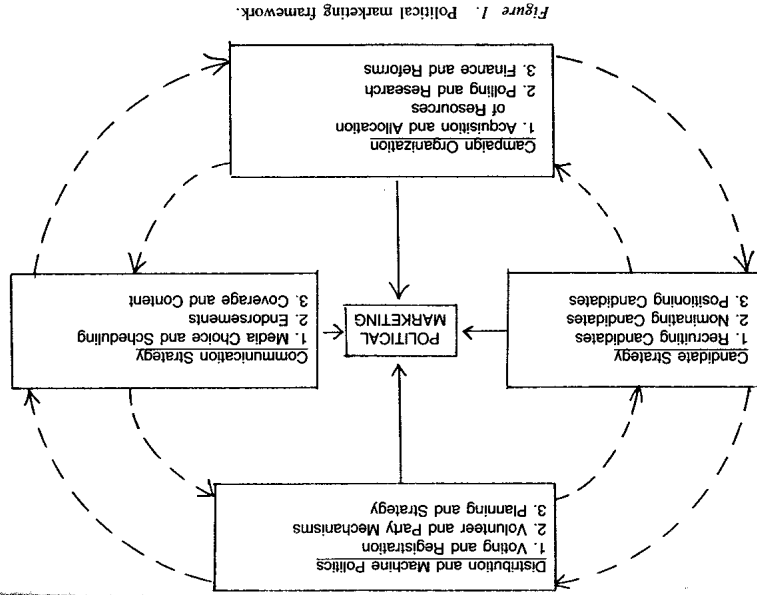 Distribution and Machine Politics
1. Voting and Registration
2. Volunteer and Party Mechanisms
3. Planning and Strategy
Communication Strategy
1. Media Choice and Scheduling
2. Endorsements
3. Coverage and Content
POLITICAL
MARKETING
Candidate Strategy
1. Recruiting Candidates
2. Nominating Candidates
3. Positioning Candidates
Campaign Organization
1. Acquisition and Allocation
of Resources
2. Polling and Research
3. Finance and Reforms
Figure 1. Political marketing framework.